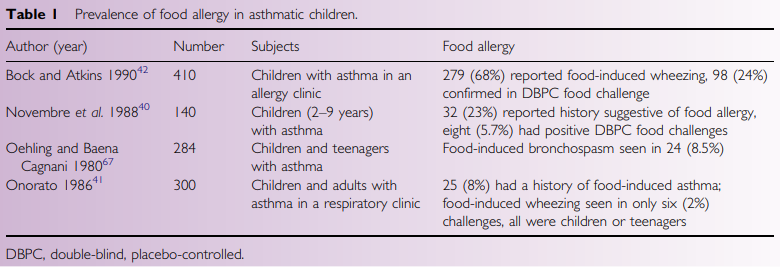 Table 1 Prevalence of food allergy in asthmatic children.
Author (year) Number Subjects Food allergy
Bock and Atkins 1990⁴² 410 Children with asthma in an 279 (68%) reported food-induced wheezing, 98 (24%)
allergy clinic confirmed in DBPC food challenge
Novembre et al. 1988⁴⁰ 140 Children (2–9 years) 32 (23%) reported history suggestive of food allergy,
with asthma eight (5.7%) had positive DBPC food challenges
Oehling and Baena 284 Children and teenagers Food-induced bronchospasm seen in 24 (8.5%)
Cagnani 1980⁶⁷ with asthma
Onorato 1986⁴¹ 300 Children and adults with 25 (8%) had a history of food-induced asthma;
asthma in a respiratory clinic food-induced wheezing seen in only six (2%)
challenges, all were children or teenagers
DBPC, double-blind, placebo-controlled.